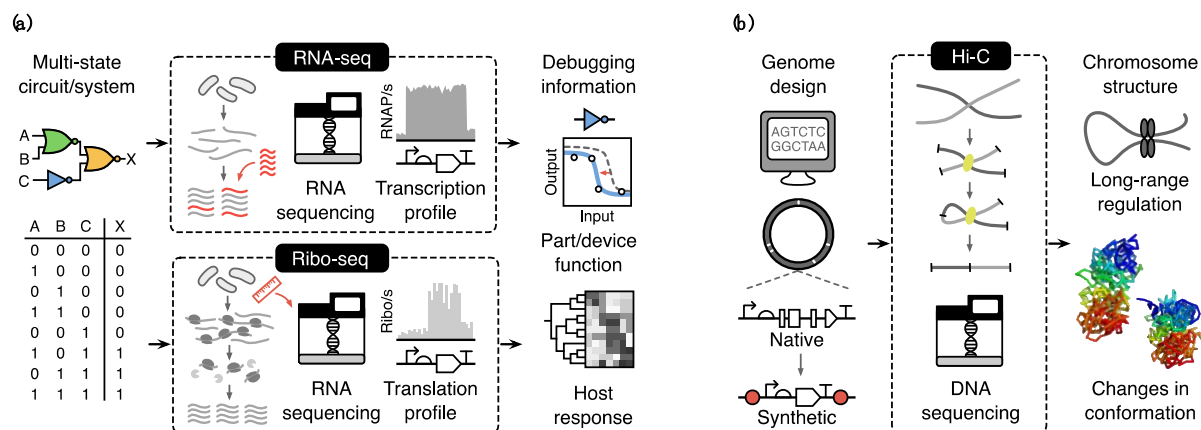 (a)
Multi-state
circuit/system
A
B
C
X
A B C X
0 0 0 0
1 0 0 0
0 1 0 0
1 1 0 0
0 0 1 0
1 0 1 1
0 1 1 1
1 1 1 1
RNA-seq
RNA
sequencing
RNAP/s
Transcription
profile
Ribo-seq
RNA
sequencing
Ribo/s
Translation
profile
Debugging
information
Output
Input
Part/device
function
Host
response
(b)
Genome
design
AGTCTC
GGCTAA
Native
Synthetic
Hi-C
DNA
sequencing
Chromosome
structure
Long-range
regulation
Changes in
conformation